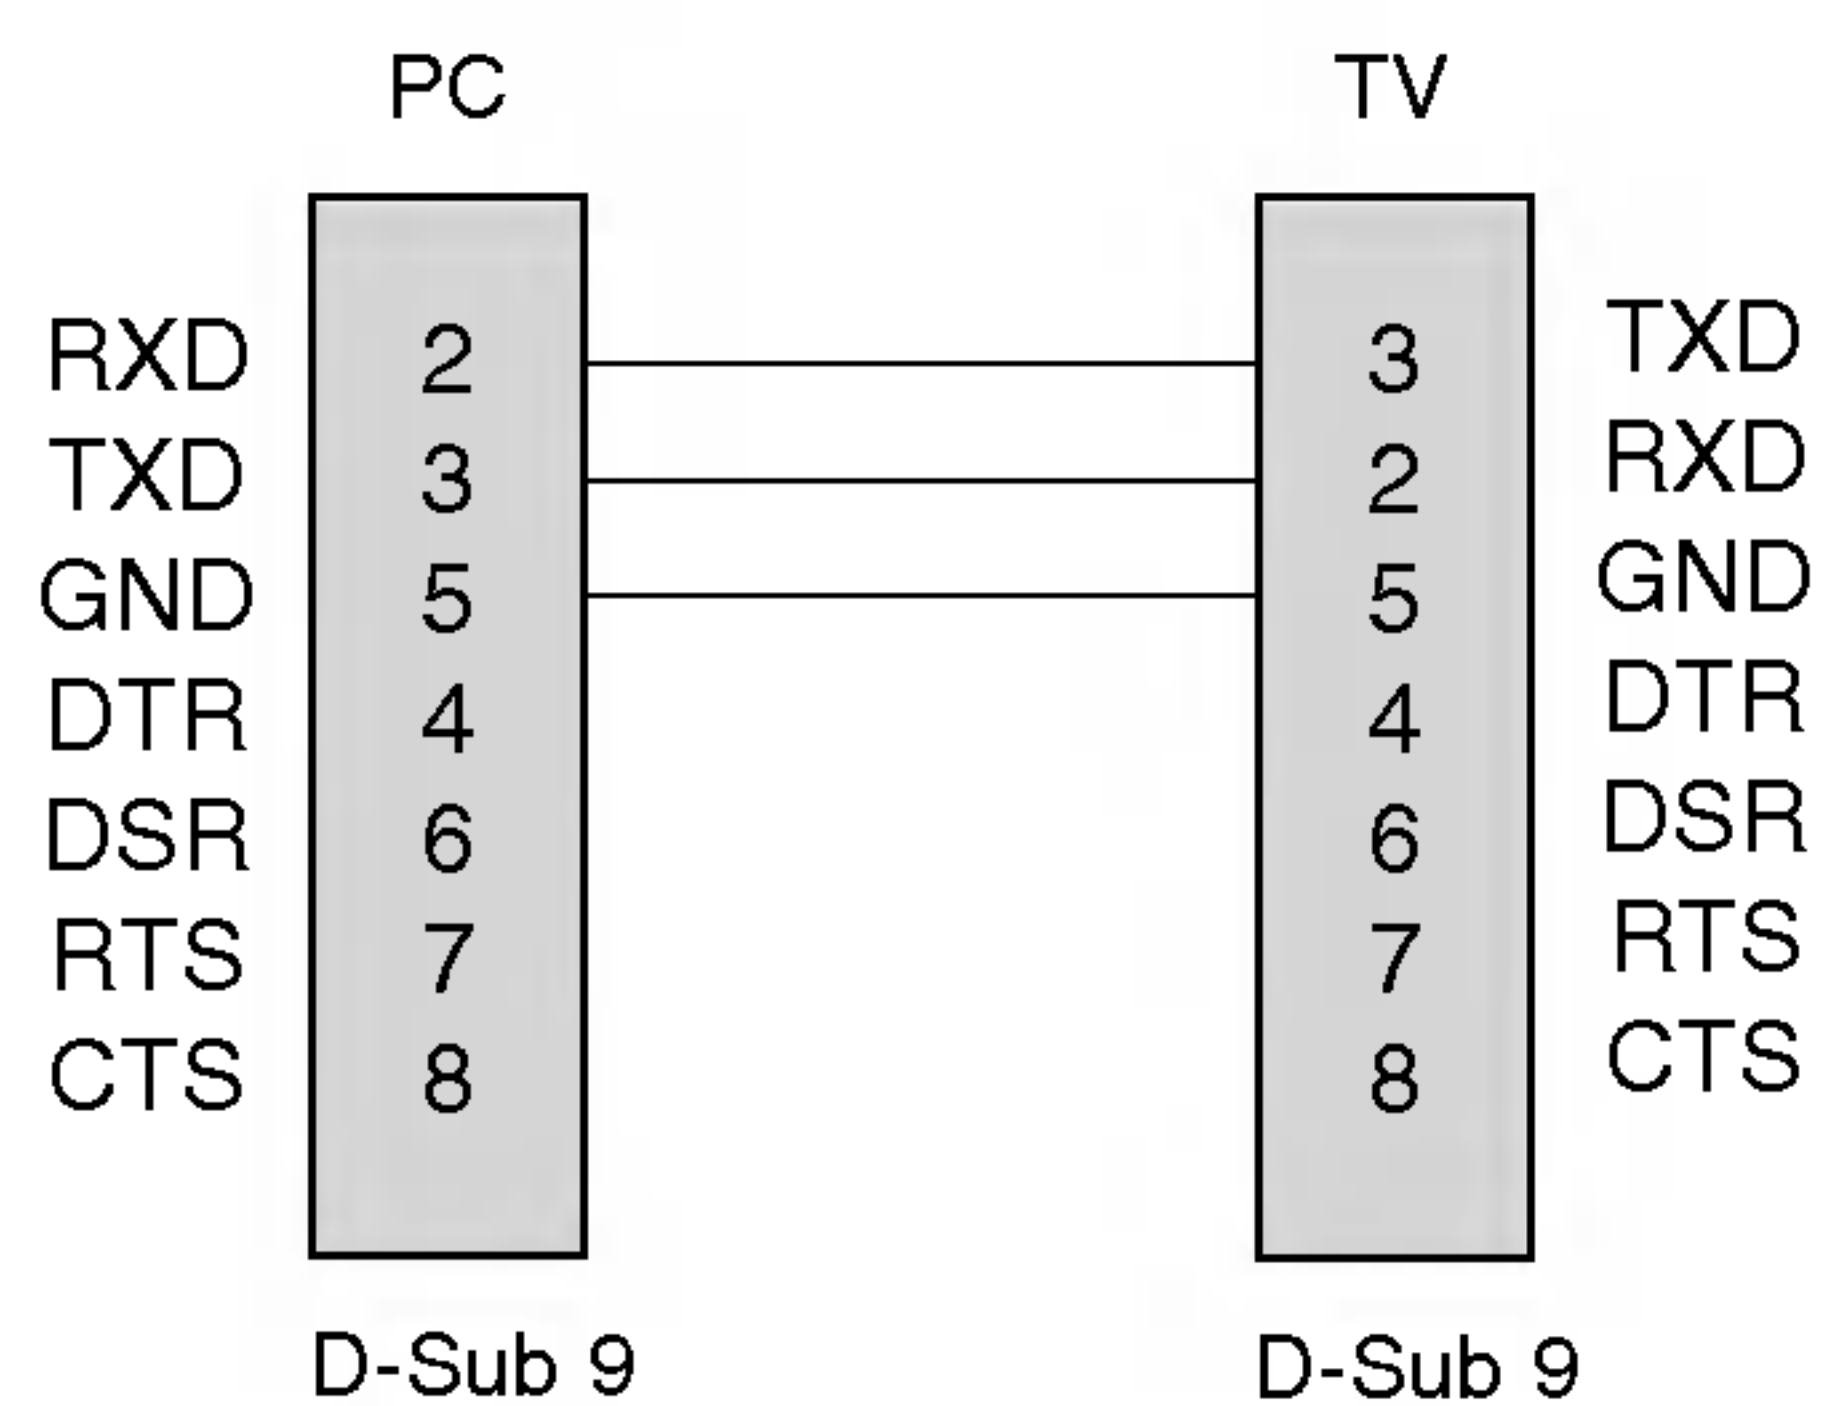 PC TV
RXD 2 3 TXD
TXD 3 2 RXD
GND 5 5 GND
DTR 4 4 DTR
DSR 6 6 DSR
RTS 7 7 RTS
CTS 8 8 CTS
D-Sub 9 D-Sub 9